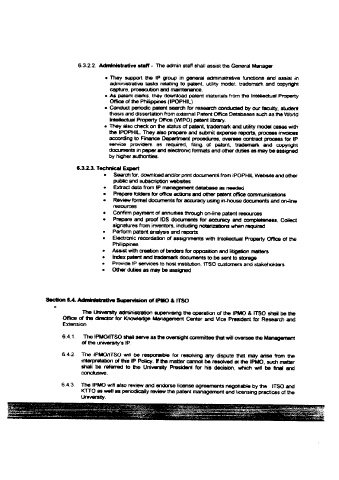 6.3.2.2. Administrative staff - The admin staff shall assist the General Manager
• They support the IP group in general administrative functions and assist in
administrative tasks relating to patent, utility model, trademark and copyright
capture, prosecution and maintenance.
• As patent clerks, they download patent materials from the Intellectual Property
Office of the Philippines (IPOPHIL)
• Conduct periodic patent search for research conducted by our faculty, student
thesis and dissertation from external Patent Office Databases such as the World
Intellectual Property Office (WIPO) patent library.
• They also check on the status of patent, trademark and utility model cases with
the IPOPHIL. They also prepare and submit expense reports, process invoices
according to Finance Department procedures, oversee contract process for IP
service providers as required, filing of patent, trademark and copyright
documents in paper and electronic formats and other duties as may be assigned
by higher authorities.
6.3.2.3. Technical Expert
• Search for, download and/or print documents from IPOPHIL Website and other
public and subscription websites
• Extract data from IP management database as needed
• Prepare folders for office actions and other patent office communications
• Review formal documents for accuracy using in-house documents and on-line
resources
• Confirm payment of annuities through on-line patent resources
• Prepare and proof IDS documents for accuracy and completeness. Collect
signatures from inventors, including notarizations when required
• Perform patent analysis and reports
• Electronic recordation of assignments with Intellectual Property Office of the
Philippines
• Assist with creation of binders for opposition and litigation matters
• Index patent and trademark documents to be sent to storage
• Provide IP services to host institution, ITSO customers and stakeholders
• Other duties as may be assigned
Section 6.4. Administrative Supervision of IPMO & ITSO
•
The University administration supervising the operation of the IPMO & ITSO shall be the
Office of the director for Knowledge Management Center and Vice President for Research and
Extension
6.4.1. The IPMO/ITSO shall serve as the oversight committee that will oversee the Management
of the university's IP
6.4.2. The IPMO/ITSO will be responsible for resolving any dispute that may arise from the
interpretation of this IP Policy. If the matter cannot be resolved at the IPMO, such matter
shall be referred to the University President for his decision, which will be final and
conclusive.
6.4.3. The IPMO will also review and endorse license agreements negotiable by the ITSO and
KTTO as well as periodically review the patent management and licensing practices of the
University.